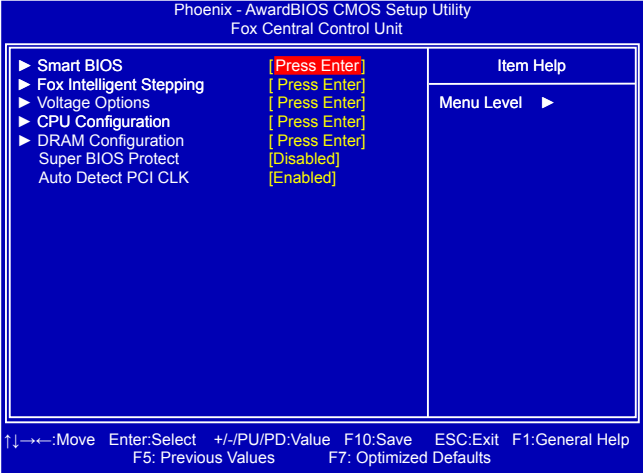 Phoenix - AwardBIOS CMOS Setup Utility
Fox Central Control Unit
► Smart BIOS [ Press Enter]
► Fox Intelligent Stepping [ Press Enter]
► Voltage Options [ Press Enter]
► CPU Configuration [ Press Enter]
► DRAM Configuration [ Press Enter]
Super BIOS Protect [Disabled]
Auto Detect PCI CLK [Enabled]
Item Help
Menu Level ►
↑↓→←:Move Enter:Select +/-/PU/PD:Value F10:Save ESC:Exit F1:General Help
F5: Previous Values F7: Optimized Defaults